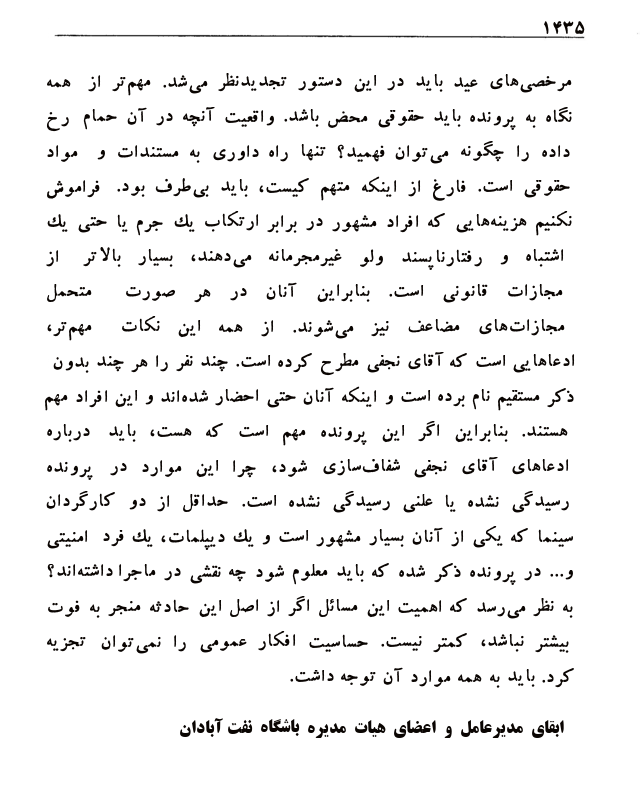 ۱۴۳۵
مرخصی‌های عید باید در این دستور تجدیدنظر می‌شد. مهم‌تر از همه
نگاه به پرونده باید حقوقی محض باشد. واقعیت آنچه در آن حمام رخ
داده را چگونه می‌توان فهمید؟ تنها راه داوری به مستندات و مواد
حقوقی است. فارغ از اینکه متهم کیست، باید بی‌طرف بود. فراموش
نکنیم هزینه‌هایی که افراد مشهور در برابر ارتکاب یك جرم یا حتی یك
اشتباه و رفتارناپسند ولو غیرمجرمانه می‌دهند، بسیار بالاتر از
مجازات قانونی است. بنابراین آنان در هر صورت متحمل
مجازات‌های مضاعف نیز می‌شوند. از همه این نکات مهم‌تر،
ادعاهایی است که آقای نجفی مطرح کرده است. چند نفر را هر چند بدون
ذکر مستقیم نام برده است و اینکه آنان حتی احضار شده‌اند و این افراد مهم
هستند. بنابراین اگر این پرونده مهم است که هست، باید درباره
ادعاهای آقای نجفی شفاف‌سازی شود، چرا این موارد در پرونده
رسیدگی نشده یا علنی رسیدگی نشده است. حداقل از دو کارگردان
سینما که یکی از آنان بسیار مشهور است و یك دیپلمات، یك فرد امنیتی
و... در پرونده ذکر شده که باید معلوم شود چه نقشی در ماجرا داشته‌اند؟
به نظر می‌رسد که اهمیت این مسائل اگر از اصل این حادثه منجر به فوت
بیشتر نباشد، کمتر نیست. حساسیت افکار عمومی را نمی‌توان تجزیه
کرد. باید به همه موارد آن توجه داشت.
ابقای مدیرعامل و اعضای هیات مدیره باشگاه نفت آبادان